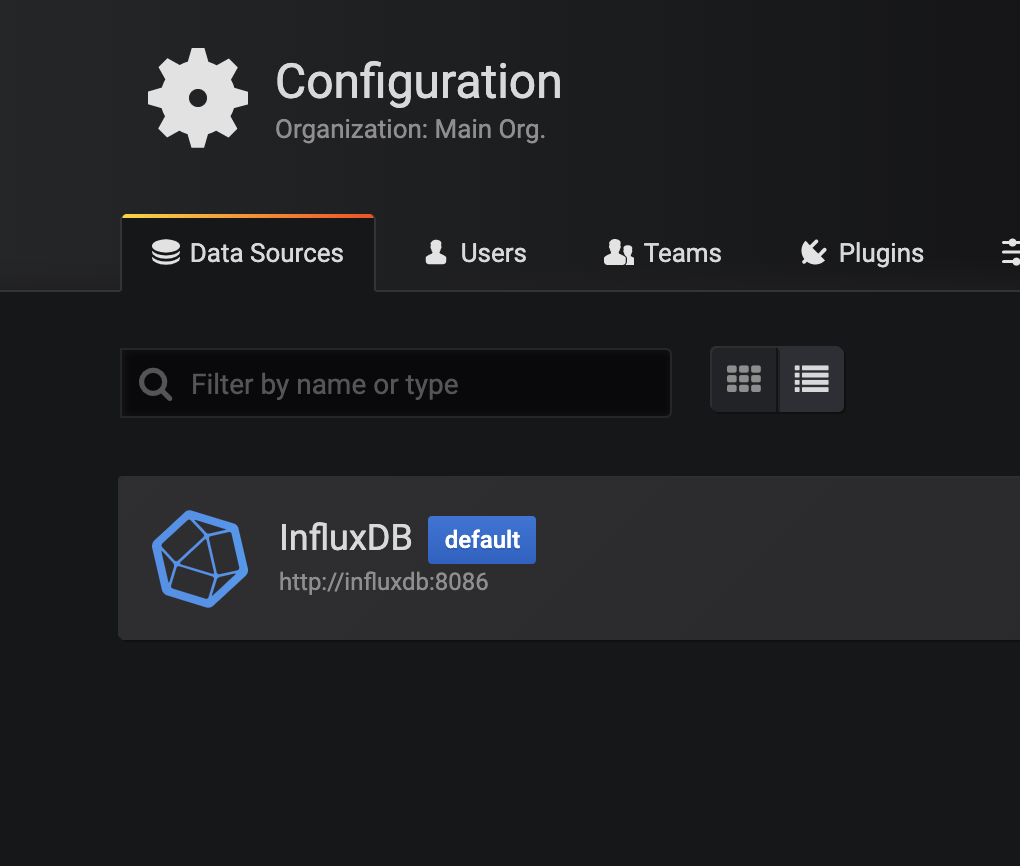 Configuration
Organization: Main Org.
Data Sources Users Teams Plugins
Filter by name or type
InfluxDB default
http://influxdb:8086